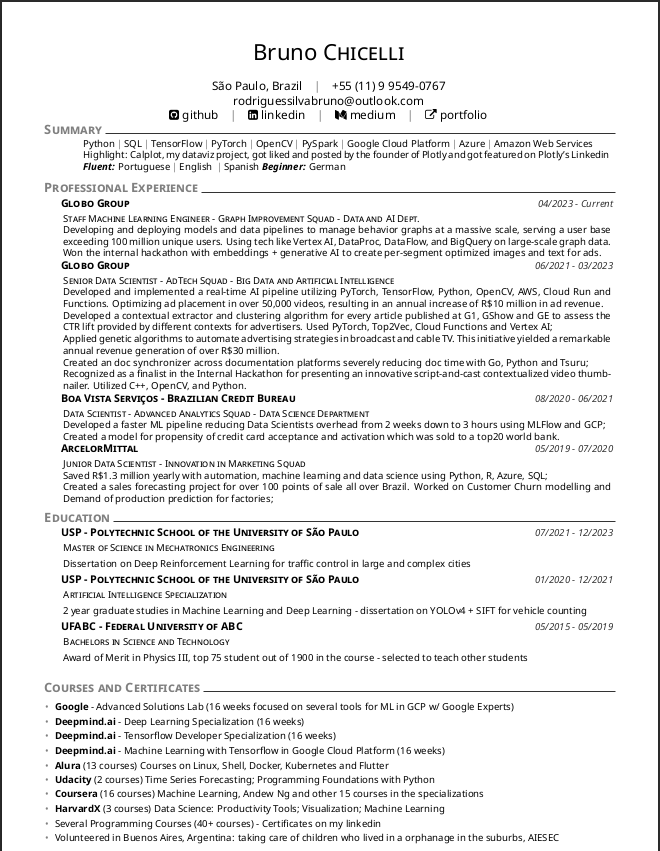 Bruno CHICELLI
São Paulo, Brazil | +55 (11) 9 9549-0767
rodriguessilvabruno@outlook.com
github | linkedin | medium | portfolio
SUMMARY
Python | SQL | TensorFlow | PyTorch | OpenCV | PySpark | Google Cloud Platform | Azure | Amazon Web Services
Highlight: Calplot, my dataviz project, got liked and posted by the founder of Plotly and got featured on Plotly's Linkedin
Fluent: Portuguese | English | Spanish Beginner: German
PROFESSIONAL EXPERIENCE
GLOBO GROUP 04/2023 - Current
STAFF MACHINE LEARNING ENGINEER - GRAPH IMPROVEMENT SQUAD - DATA AND AI DEPT.
Developing and deploying models and data pipelines to manage behavior graphs at a massive scale, serving a user base
exceeding 100 million unique users. Using tech like Vertex AI, DataProc, DataFlow, and BigQuery on large-scale graph data.
Won the internal hackathon with embeddings + generative AI to create per-segment optimized images and text for ads.
GLOBO GROUP 06/2021 - 03/2023
SENIOR DATA SCIENTIST - ADTECH SQUAD - BIG DATA AND ARTIFICIAL INTELLIGENCE
Developed and implemented a real-time AI pipeline utilizing PyTorch, TensorFlow, Python, OpenCV, AWS, Cloud Run and
Functions. Optimizing ad placement in over 50,000 videos, resulting in an annual increase of R$10 million in ad revenue.
Developed a contextual extractor and clustering algorithm for every article published at G1, GShow and GE to assess the
CTR lift provided by different contexts for advertisers. Used PyTorch, Top2Vec, Cloud Functions and Vertex AI;
Applied genetic algorithms to automate advertising strategies in broadcast and cable TV. This initiative yielded a remarkable
annual revenue generation of over R$30 million.
Created an doc synchronizer across documentation platforms severely reducing doc time with Go, Python and Tsuru;
Recognized as a finalist in the Internal Hackathon for presenting an innovative script-and-cast contextualized video thumb-
nailer. Utilized C++, OpenCV, and Python.
BOA VISTA SERVIÇOS - BRAZILIAN CREDIT BUREAU 08/2020 - 06/2021
DATA SCIENTIST - ADVANCED ANALYTICS SQUAD - DATA SCIENCE DEPARTMENT
Developed a faster ML pipeline reducing Data Scientists overhead from 2 weeks down to 3 hours using MLFlow and GCP;
Created a model for propensity of credit card acceptance and activation which was sold to a top20 world bank.
ARCELORMITTAL 05/2019 - 07/2020
JUNIOR DATA SCIENTIST - INNOVATION IN MARKETING SQUAD
Saved R$1.3 million yearly with automation, machine learning and data science using Python, R, Azure, SQL;
Created a sales forecasting project for over 100 points of sale all over Brazil. Worked on Customer Churn modelling and
Demand of production prediction for factories;
EDUCATION
USP - POLYTECHNIC SCHOOL OF THE UNIVERSITY OF SÃO PAULO 07/2021 - 12/2023
MASTER OF SCIENCE IN MECHATRONICS ENGINEERING
Dissertation on Deep Reinforcement Learning for traffic control in large and complex cities
USP - POLYTECHNIC SCHOOL OF THE UNIVERSITY OF SÃO PAULO 01/2020 - 12/2021
ARTIFICIAL INTELLIGENCE SPECIALIZATION
2 year graduate studies in Machine Learning and Deep Learning - dissertation on YOLOv4 + SIFT for vehicle counting
UFABC - FEDERAL UNIVERSITY OF ABC 05/2015 - 05/2019
BACHELORS IN SCIENCE AND TECHNOLOGY
Award of Merit in Physics III, top 75 student out of 1900 in the course - selected to teach other students
COURSES AND CERTIFICATES
• Google - Advanced Solutions Lab (16 weeks focused on several tools for ML in GCP w/ Google Experts)
• Deepmind.ai - Deep Learning Specialization (16 weeks)
• Deepmind.ai - Tensorflow Developer Specialization (16 weeks)
• Deepmind.ai - Machine Learning with Tensorflow in Google Cloud Platform (16 weeks)
• Alura (13 courses) Courses on Linux, Shell, Docker, Kubernetes and Flutter
• Udacity (2 courses) Time Series Forecasting; Programming Foundations with Python
• Coursera (16 courses) Machine Learning, Andew Ng and other 15 courses in the specializations
• HarvardX (3 courses) Data Science: Productivity Tools; Visualization; Machine Learning
• Several Programming Courses (40+ courses) - Certificates on my linkedin
• Volunteered in Buenos Aires, Argentina: taking care of children who lived in a orphanage in the suburbs, AIESEC